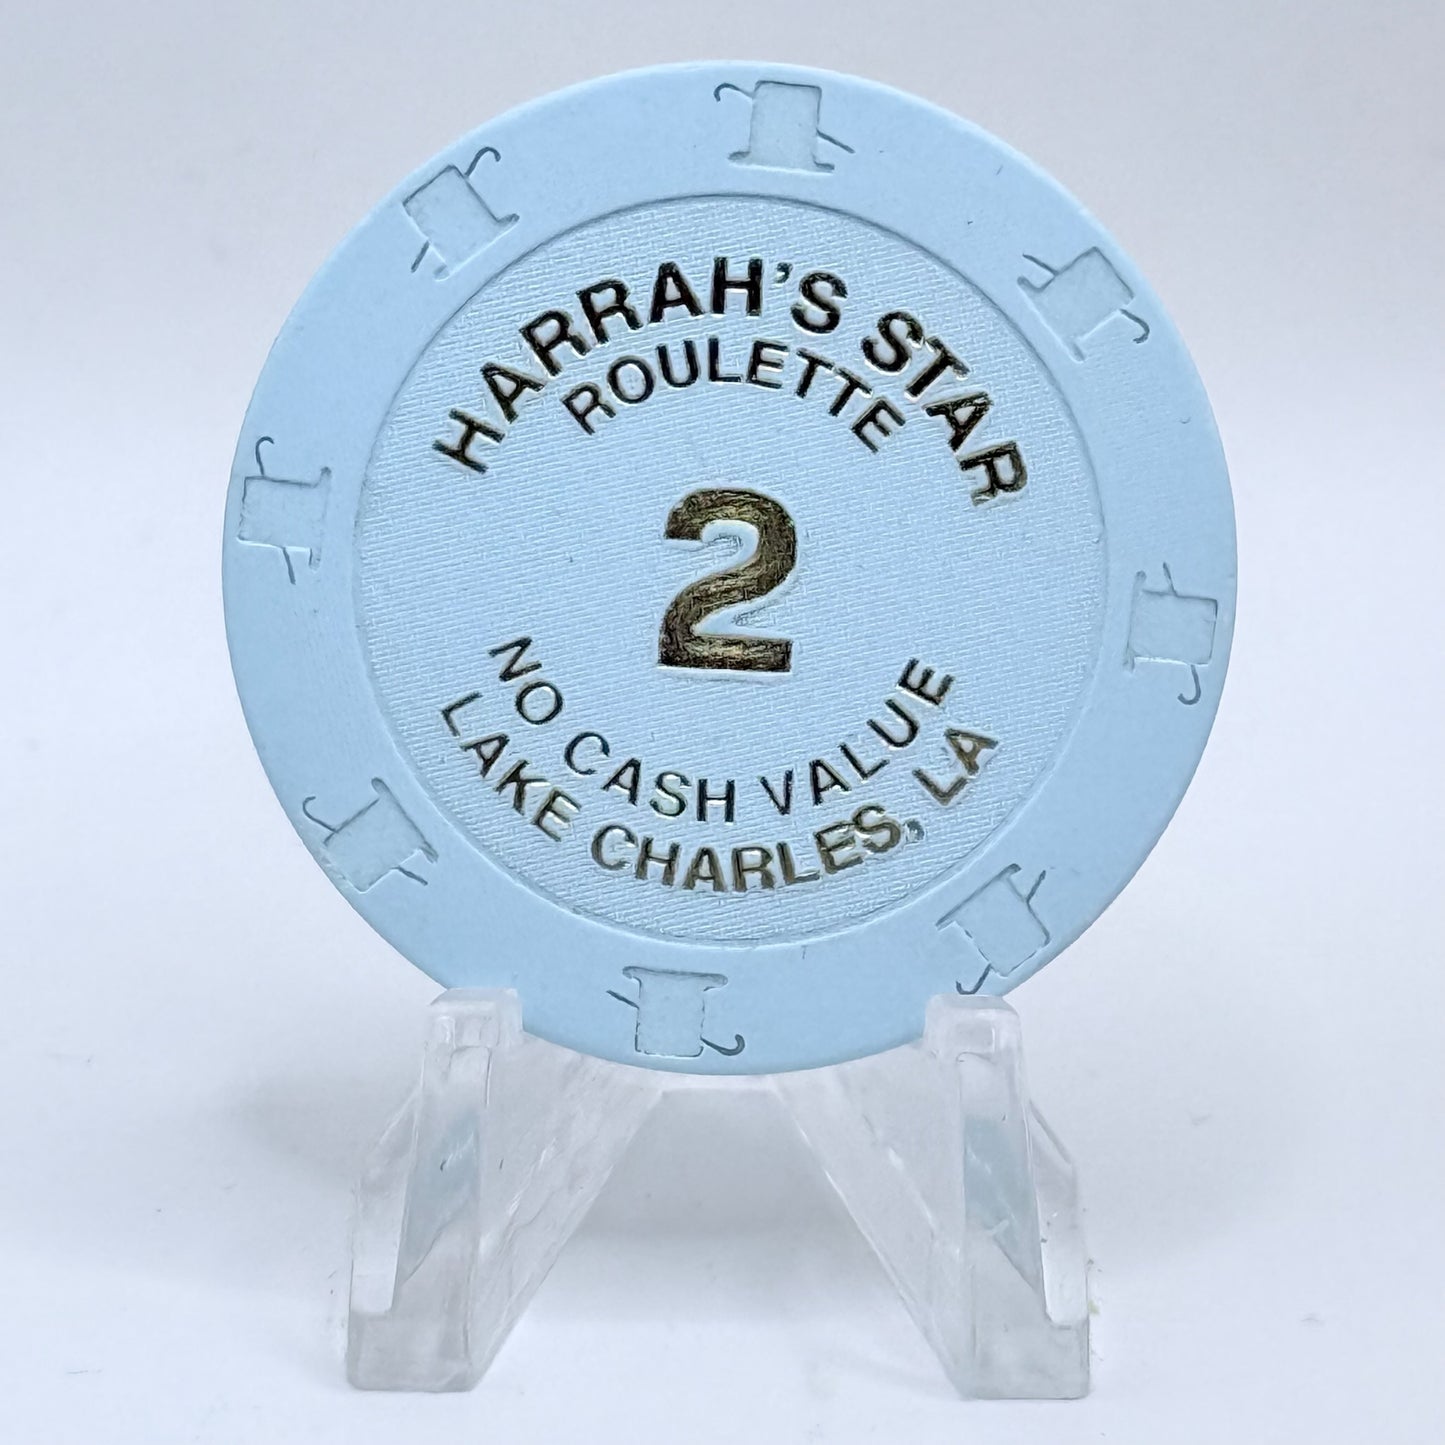 HARRAH'S STAR
ROULETTE
2
NO CASH VALUE
LAKE CHARLES, LA